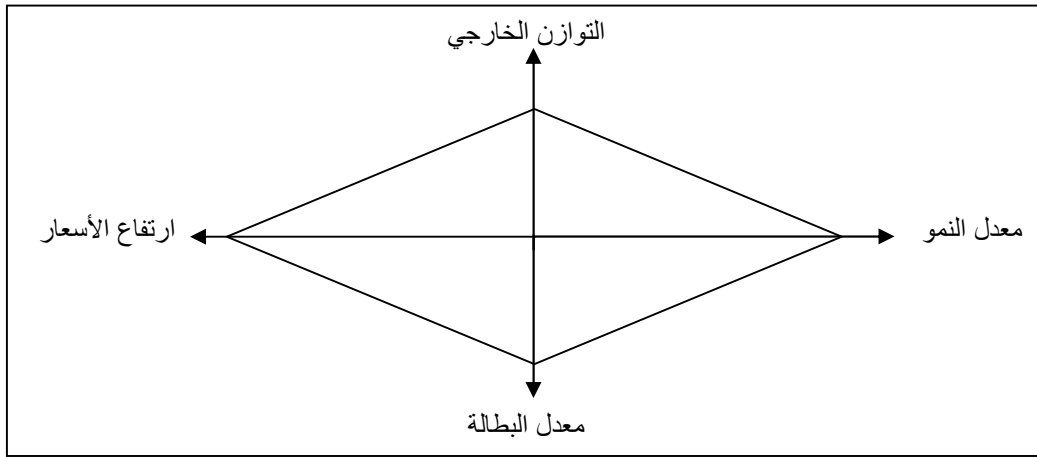 التوازن الخارجي
معدل النمو
ارتفاع الأسعار
معدل البطالة